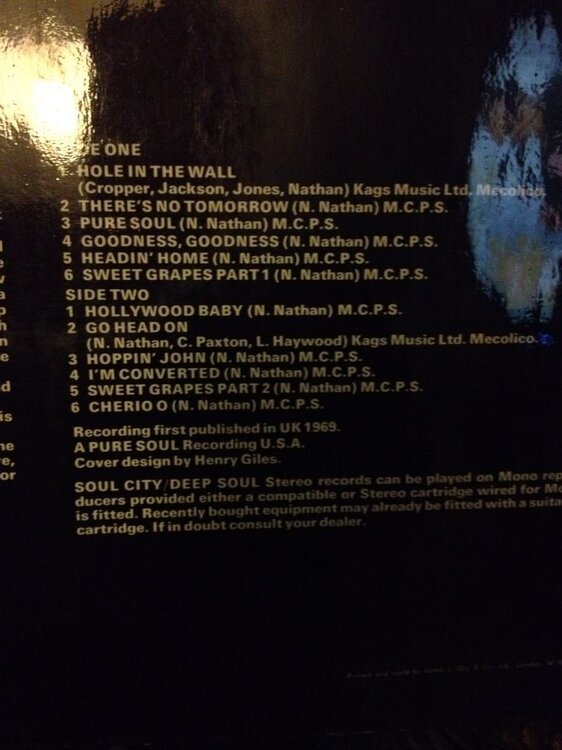 DE ONE
1 HOLE IN THE WALL
(Cropper, Jackson, Jones, Nathan) Kags Music Ltd. Mecolico.
2 THERE'S NO TOMORROW (N. Nathan) M.C.P.S.
3 PURE SOUL (N. Nathan) M.C.P.S.
4 GOODNESS, GOODNESS (N. Nathan) M.C.P.S.
5 HEADIN' HOME (N. Nathan) M.C.P.S.
6 SWEET GRAPES PART 1 (N. Nathan) M.C.P.S.
SIDE TWO
1 HOLLYWOOD BABY (N. Nathan) M.C.P.S.
2 GO HEAD ON
(N. Nathan, C. Paxton, L. Haywood) Kags Music Ltd. Mecolico.
3 HOPPIN' JOHN (N. Nathan) M.C.P.S.
4 I'M CONVERTED (N. Nathan) M.C.P.S.
5 SWEET GRAPES PART 2 (N. Nathan) M.C.P.S.
6 CHERIO O (N. Nathan) M.C.P.S.
Recording first published in UK 1969.
A PURE SOUL Recording U.S.A.
Cover design by Henry Giles.
SOUL CITY/DEEP SOUL Stereo records can be played on Mono rep
ducers provided either a compatible or Stereo cartridge wired for Mo
is fitted. Recently bought equipment may already be fitted with a suita
cartridge. If in doubt consult your dealer.